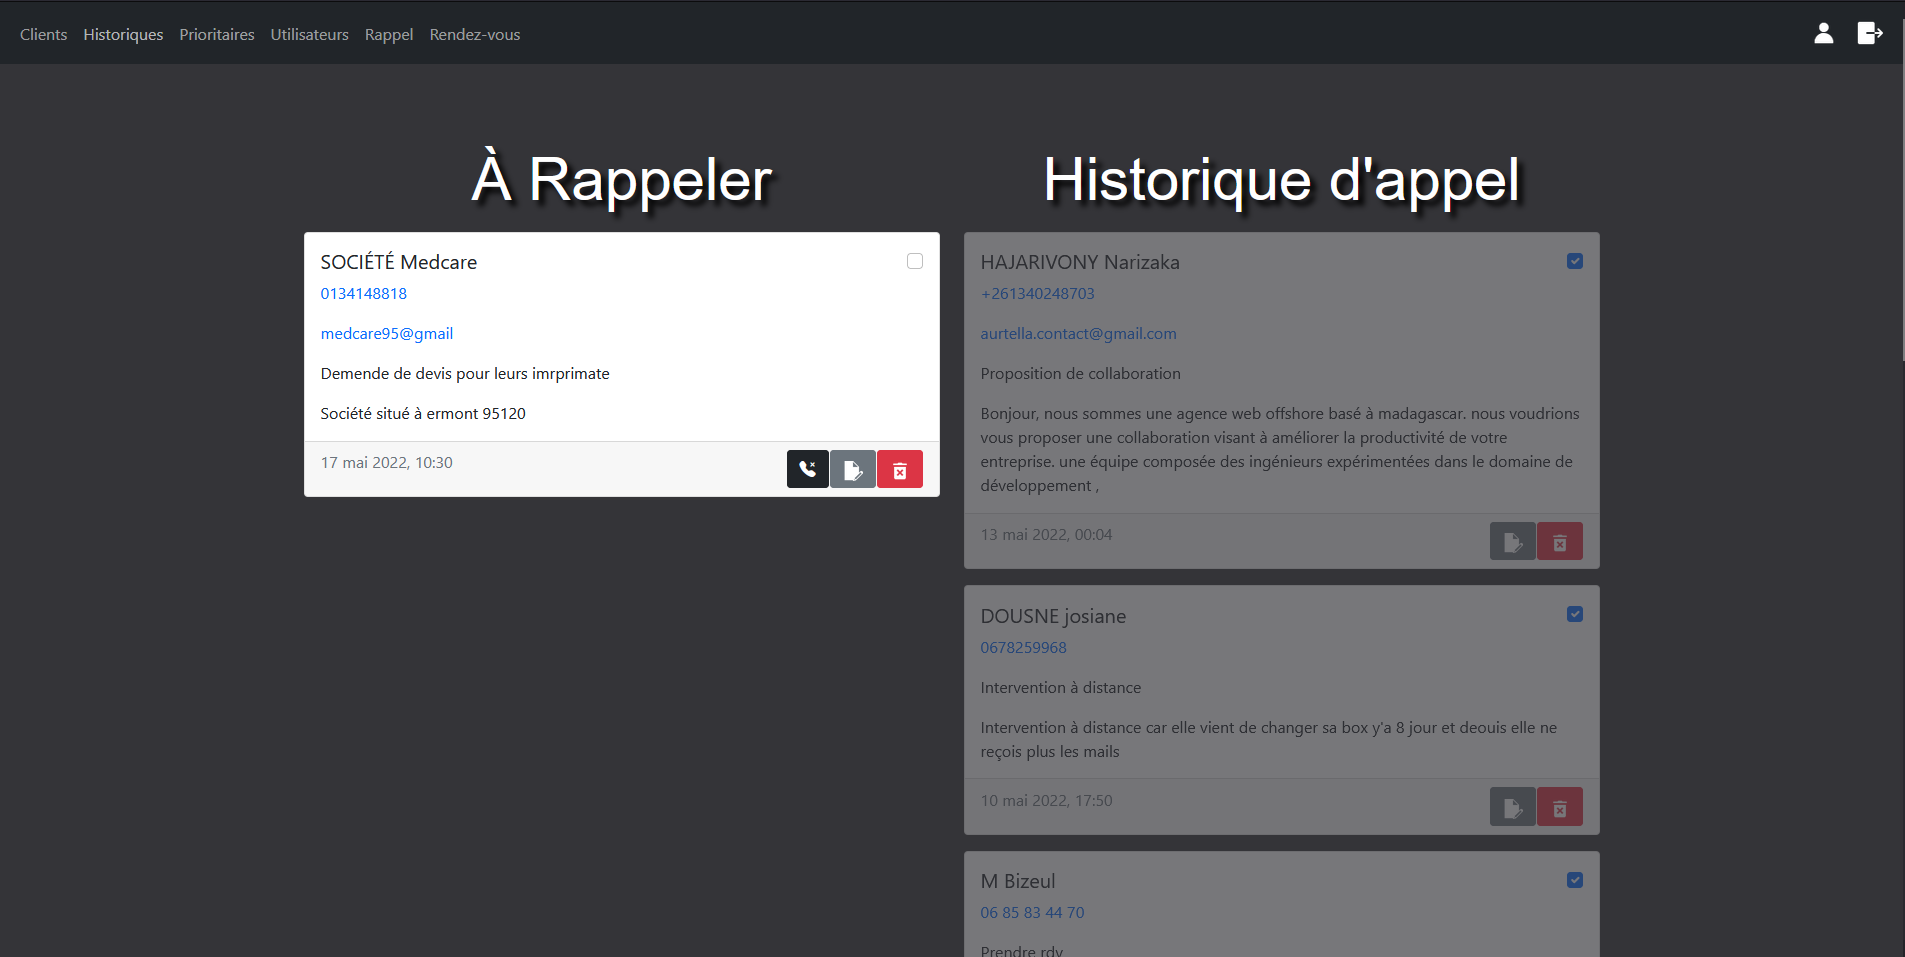 Clients Historiques Prioritaires Utilisateurs Rappel Rendez-vous
À Rappeler
SOCIÉTÉ Medcare
0134148818
medcare95@gmail
Demende de devis pour leurs imrprimate
Société situé à ermont 95120
17 mai 2022, 10:30
Historique d'appel
HAJARIVONY Narizaka
+261340248703
aurtella.contact@gmail.com
Proposition de collaboration
Bonjour, nous sommes une agence web offshore basé à madagascar. nous voudrions
vous proposer une collaboration visant à améliorer la productivité de votre
entreprise. une équipe composée des ingénieurs expérimentées dans le domaine de
développement ,
13 mai 2022, 00:04
DOUSNE josiane
0678259968
Intervention à distance
Intervention à distance car elle vient de changer sa box y'a 8 jour et deouis elle ne
reçois plus les mails
10 mai 2022, 17:50
M Bizeul
06 85 83 44 70
Prendre rdv